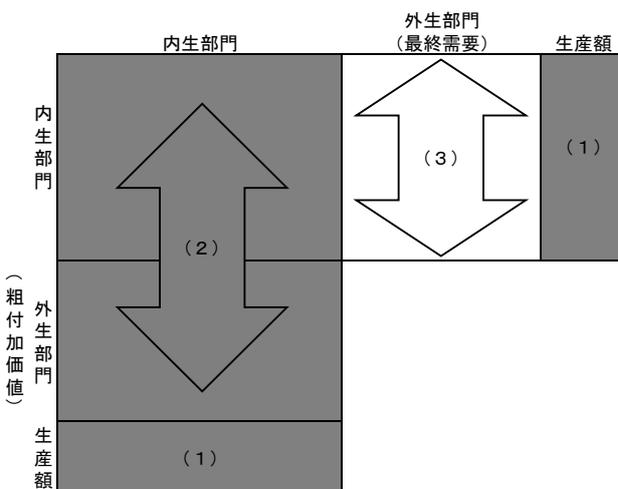 外生部門
内生部門
(最終需要)
生産額
内生部門
(3)
(1)
(2)
外生部門
(粗付加価値)
生産額
(1)